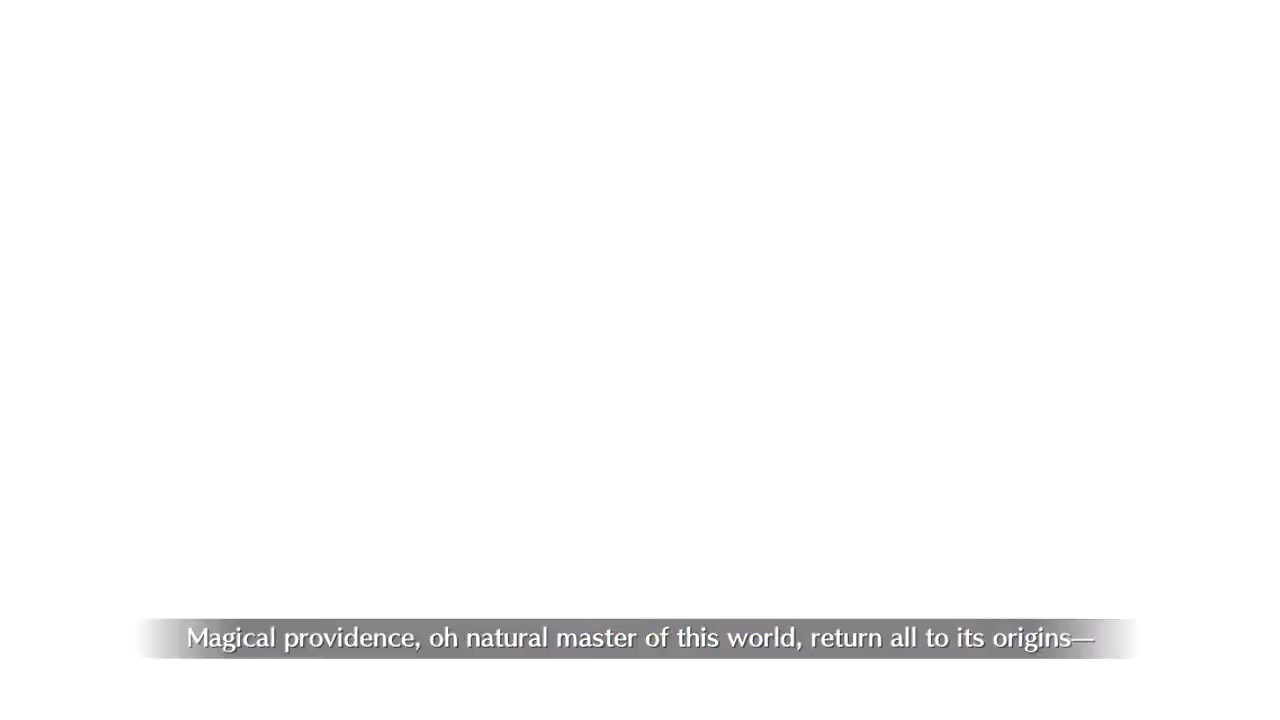 Magical providence, oh natural master of this world, return all to its origins—